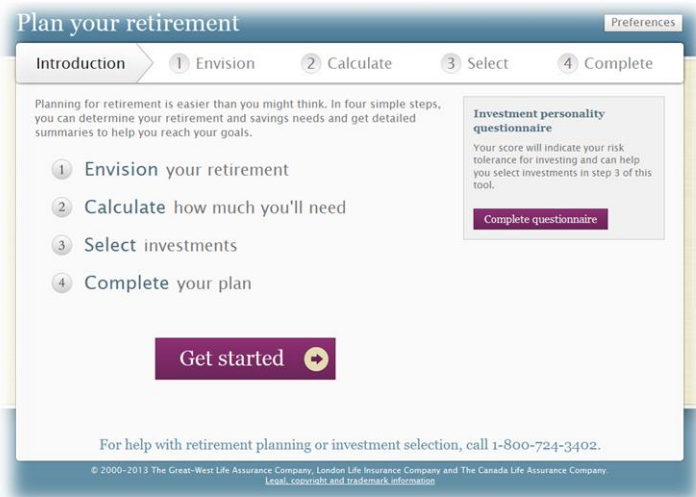 Plan your retirement
Preferences
Introduction
1 Envision
2 Calculate
3 Select
4 Complete
Planning for retirement is easier than you might think. In four simple steps,
you can determine your retirement and savings needs and get detailed
summaries to help you reach your goals.
1 Envision your retirement
2 Calculate how much you'll need
3 Select investments
4 Complete your plan
Get started
Investment personality
questionnaire
Your score will indicate your risk
tolerance for investing and can help
you select investments in step 3 of this
tool.
Complete questionnaire
For help with retirement planning or investment selection, call 1-800-724-3402.
© 2000-2013 The Great-West Life Assurance Company, London Life Insurance Company and The Canada Life Assurance Company.
Legal, copyright and trademark information